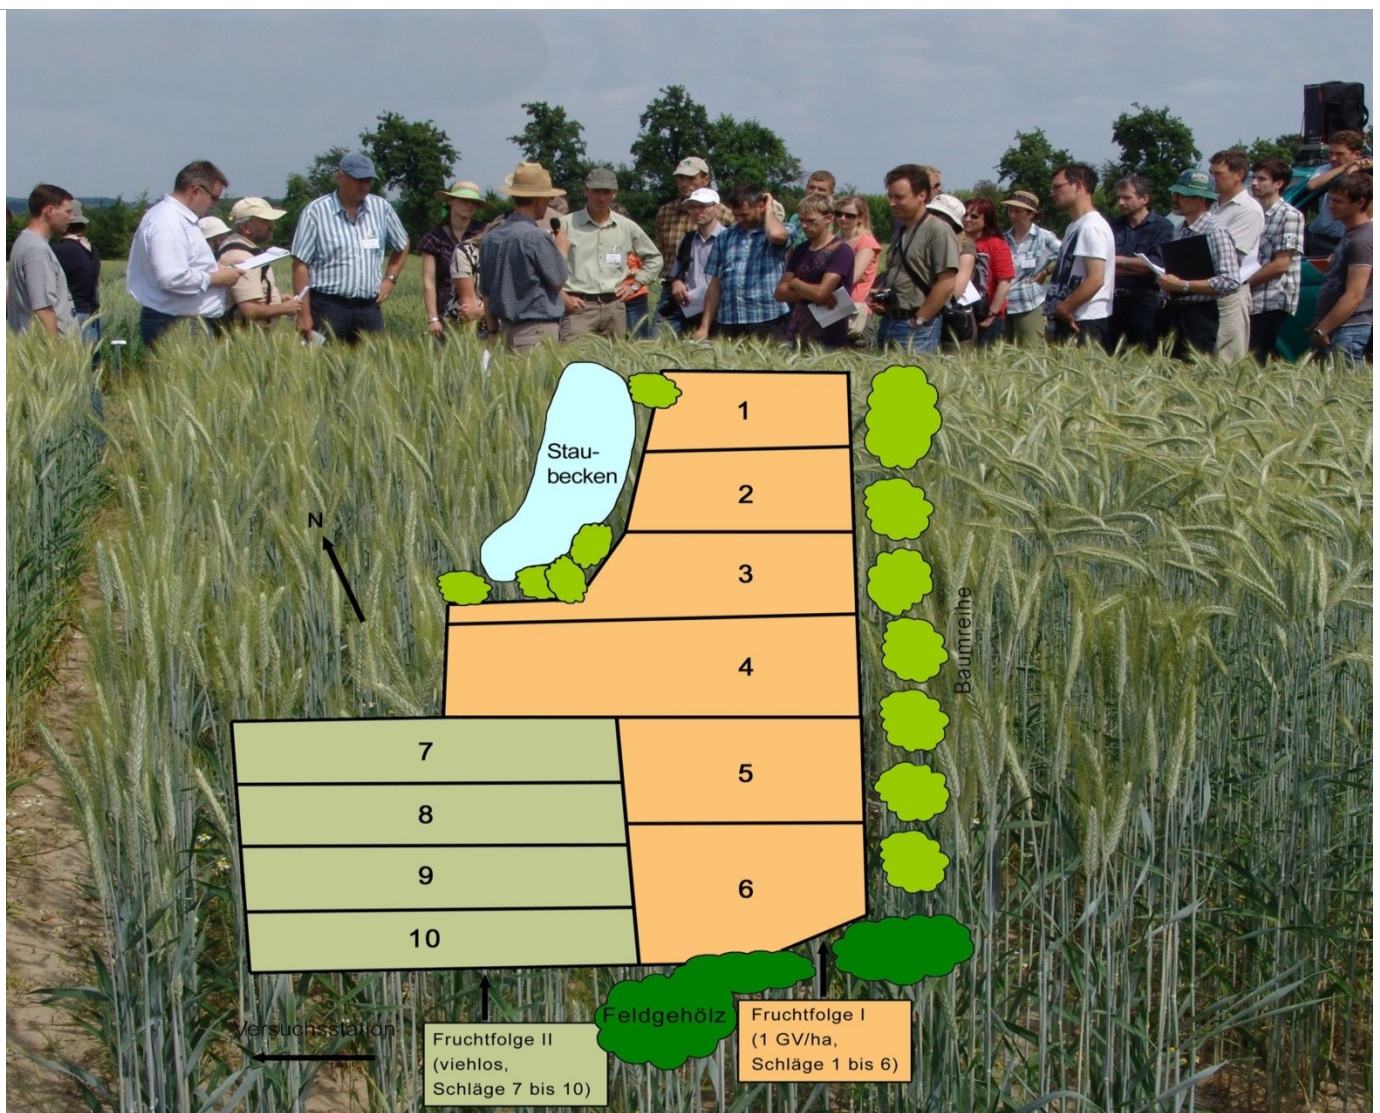 1
Stau-
becken
2
N
3
Baumreihe
4
7
5
8
9
6
10
Versuchsstation
Feldgehölz
Fruchtfolge II
(viehlos,
Schläge 7 bis 10)
Fruchtfolge I
(1 GV/ha,
Schläge 1 bis 6)